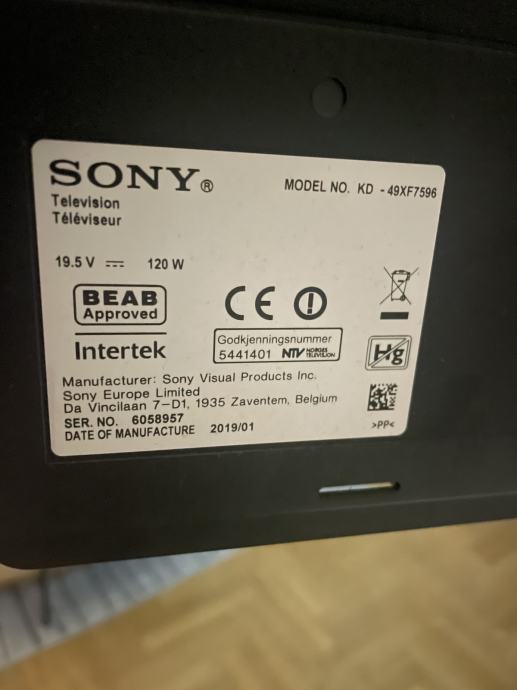 SONY®
MODEL NO. KD - 49XF7596
Television
Téléviseur
19.5 V ⎓ 120 W
BEAB
Approved
Intertek
CE
Godkjenningsnummer
5441401 NTV NORGES TELEVISION
Hg
Manufacturer: Sony Visual Products Inc.
Sony Europe Limited
Da Vincilaan 7-D1, 1935 Zaventem, Belgium
SER. NO. 6058957
DATE OF MANUFACTURE 2019/01
>PP<